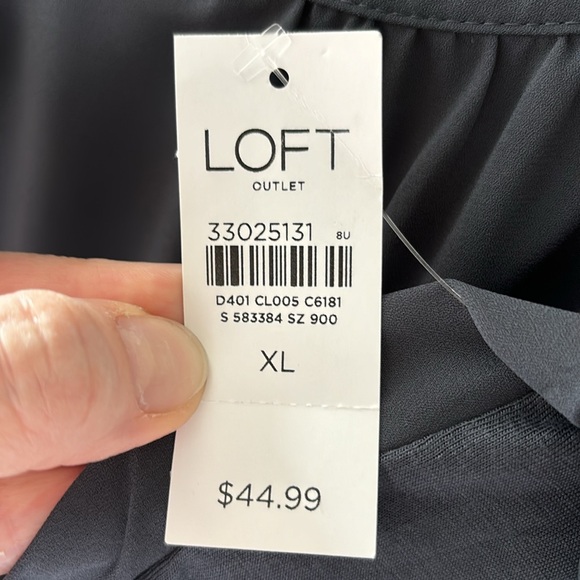 LOFT
OUTLET
33025131 8U
D401 CL005 C6181
S 583384 SZ 900
XL
$44.99